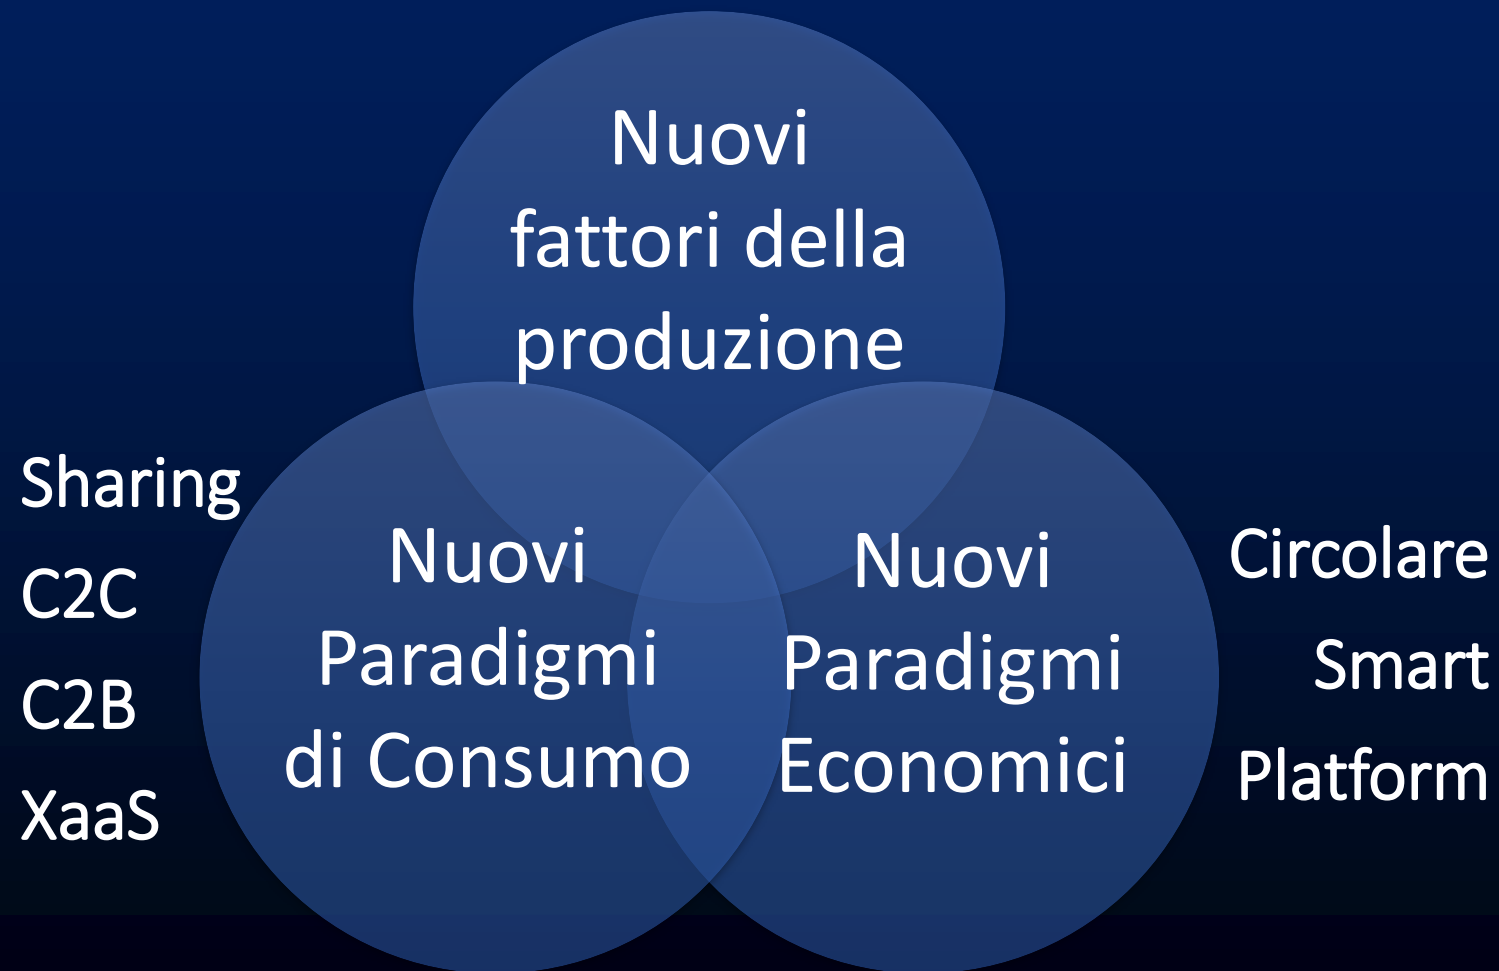 Nuovi
fattori della
produzione
Sharing
C2C
C2B
XaaS
Nuovi
Paradigmi
di Consumo
Nuovi
Paradigmi
Economici
Circolare
Smart
Platform